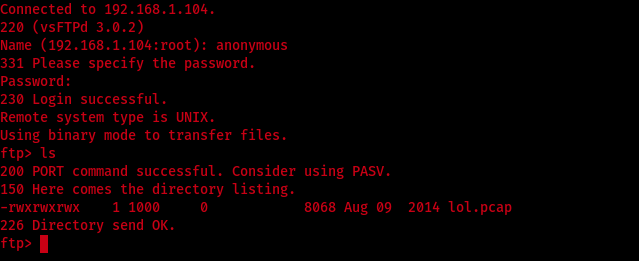 Connected to 192.168.1.104.
220 (vsFTPd 3.0.2)
Name (192.168.1.104:root): anonymous
331 Please specify the password.
Password:
230 Login successful.
Remote system type is UNIX.
Using binary mode to transfer files.
ftp> ls
200 PORT command successful. Consider using PASV.
150 Here comes the directory listing.
-rwxrwxrwx    1 1000     0            8068 Aug 09  2014 lol.pcap
226 Directory send OK.
ftp>